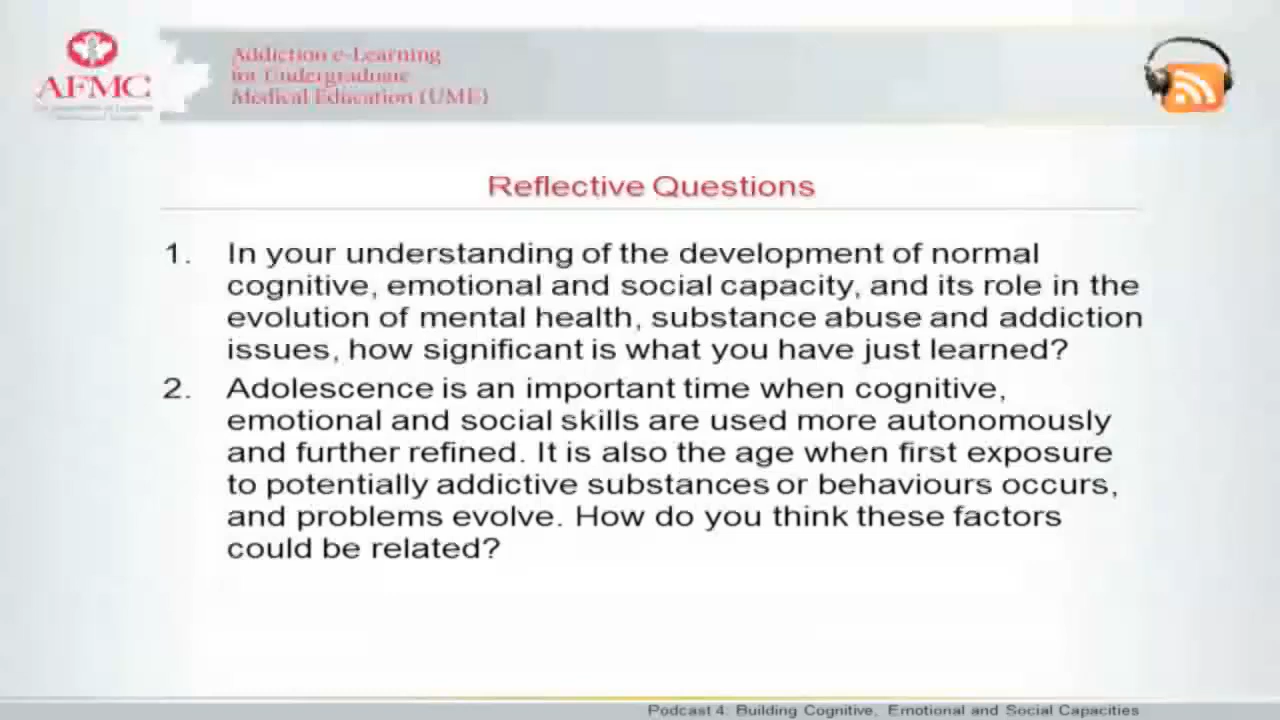 AFMC
Addiction e-Learning
for Undergraduate
Medical Education (UME)
Reflective Questions
1. In your understanding of the development of normal
cognitive, emotional and social capacity, and its role in the
evolution of mental health, substance abuse and addiction
issues, how significant is what you have just learned?
2. Adolescence is an important time when cognitive,
emotional and social skills are used more autonomously
and further refined. It is also the age when first exposure
to potentially addictive substances or behaviours occurs,
and problems evolve. How do you think these factors
could be related?
Podcast 4: Building Cognitive, Emotional and Social Capacities